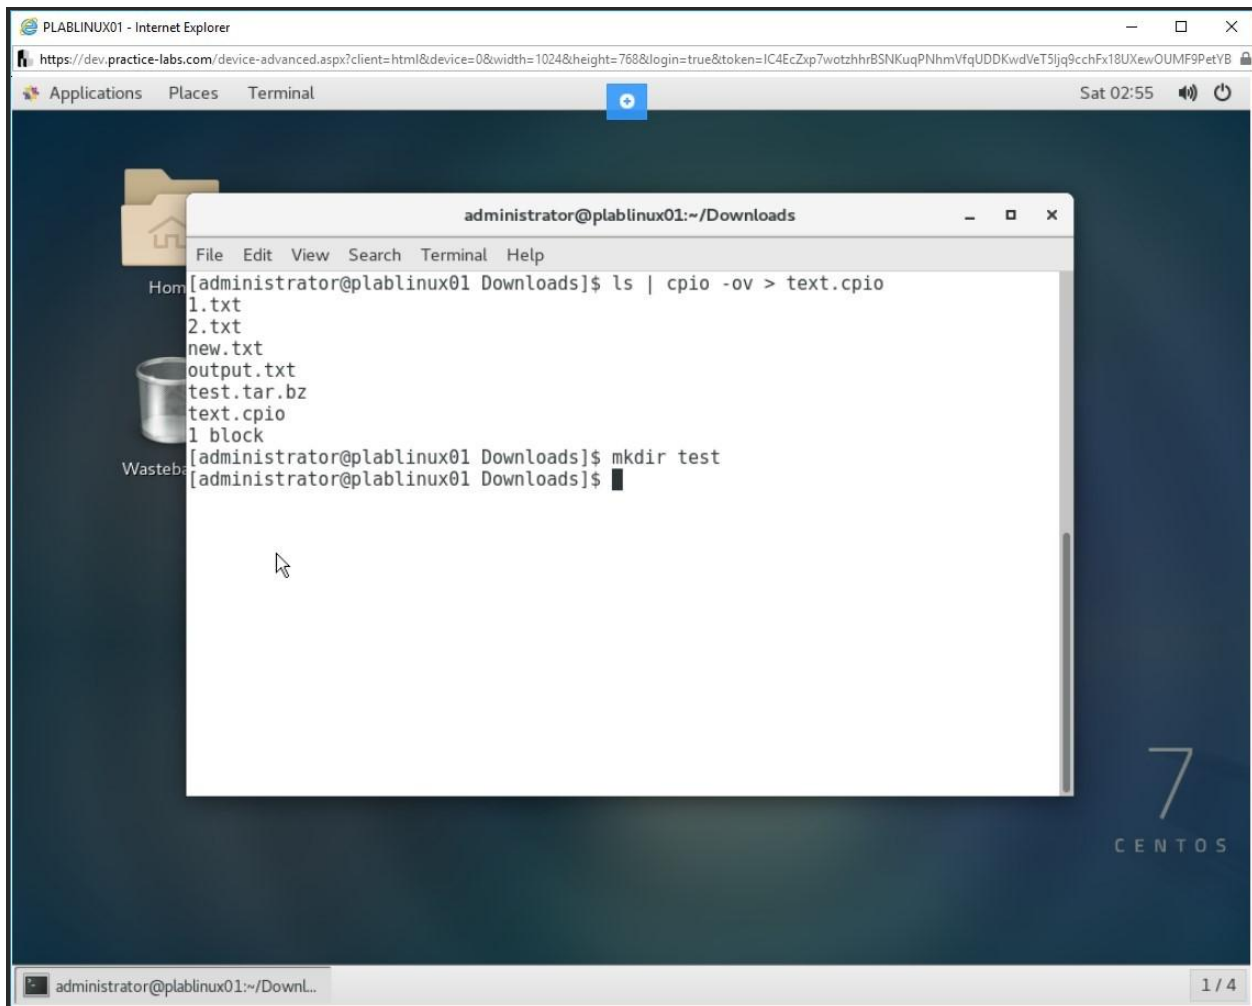 PLABLINUX01 - Internet Explorer
https://dev.practice-labs.com/device-advanced.aspx?client=html&device=0&width=1024&height=768&login=true&token=IC4EcZxp7wotzhhrBSNKuqPNhmVfqUDDKwdVeT5Ijq9cchFx18UXewOUMF9PetYB
Applications Places Terminal Sat 02:55
administrator@plablinux01:~/Downloads
File Edit View Search Terminal Help
Hom
[administrator@plablinux01 Downloads]$ ls | cpio -ov > text.cpio
1.txt
2.txt
new.txt
output.txt
test.tar.bz
text.cpio
1 block
[administrator@plablinux01 Downloads]$ mkdir test
Wasteba
[administrator@plablinux01 Downloads]$
7
CENTOS
administrator@plablinux01:~/Downl...
1 / 4